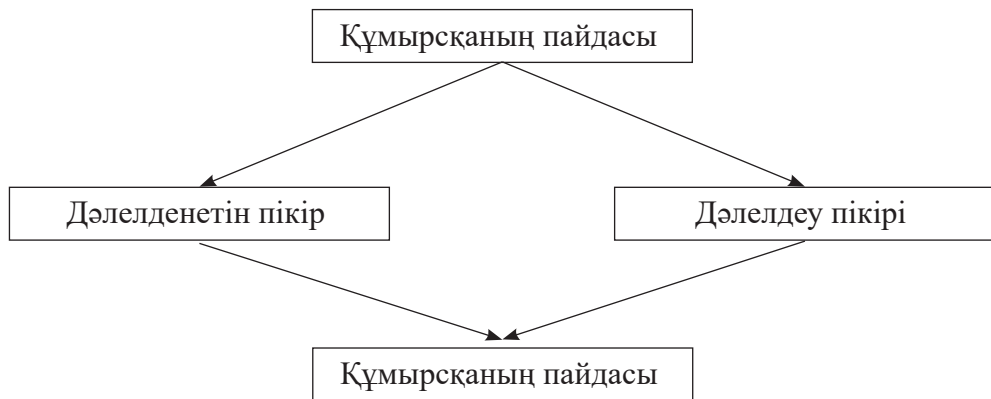 Құмырсқаның пайдасы
Дәлелденетін пікір
Дәлелдеу пікірі
Құмырсқаның пайдасы